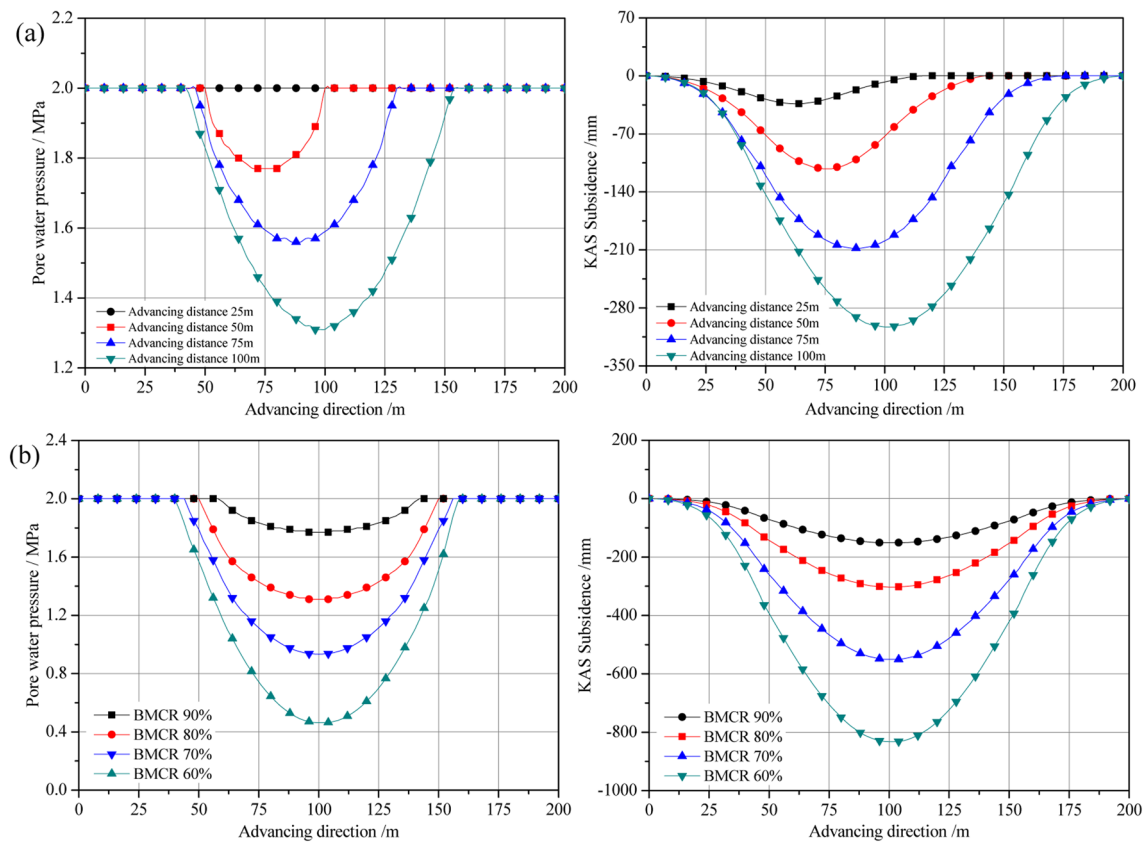 (a)
2.2
2.0
1.8
1.6
1.4
1.2
Pore water pressure / MPa
Advancing distance 25m
Advancing distance 50m
Advancing distance 75m
Advancing distance 100m
0 25 50 75 100 125 150 175 200
Advancing direction /m
70
0
-70
-140
-210
-280
-350
KAS Subsidence /mm
Advancing distance 25m
Advancing distance 50m
Advancing distance 75m
Advancing distance 100m
0 25 50 75 100 125 150 175 200
Advancing direction /m
(b)
2.4
2.0
1.6
1.2
0.8
0.4
0.0
Pore water pressure / MPa
BMCR 90%
BMCR 80%
BMCR 70%
BMCR 60%
0 25 50 75 100 125 150 175 200
Advancing direction /m
200
0
-200
-400
-600
-800
-1000
KAS Subsidence /mm
BMCR 90%
BMCR 80%
BMCR 70%
BMCR 60%
0 25 50 75 100 125 150 175 200
Advancing direction /m